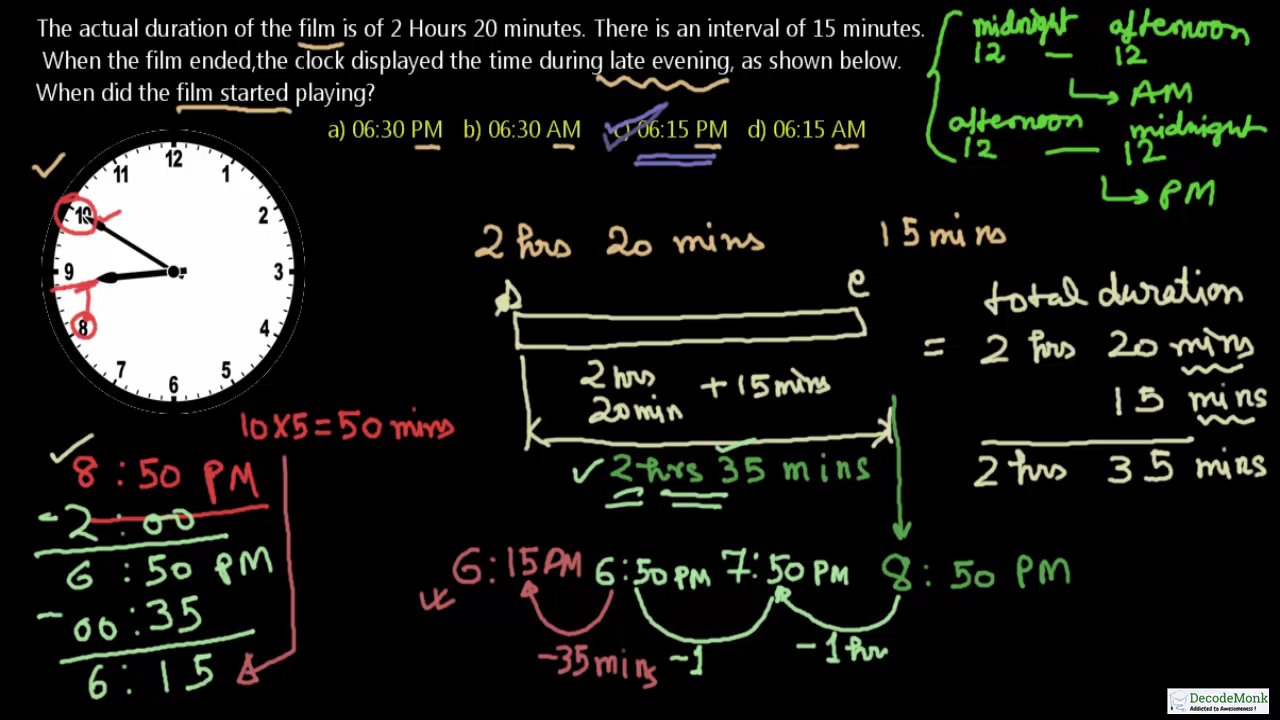 The actual duration of the film is of 2 Hours 20 minutes. There is an interval of 15 minutes.
When the film ended,the clock displayed the time during late evening, as shown below.
When did the film started playing?
a) 06:30 PM b) 06:30 AM c) 06:15 PM d) 06:15 AM
midnight afternoon
12 — 12
AM
afternoon midnight
12 — 12
PM
12
11 1
10 2
9 3
8 4
7 5
6
10x5=50 mins
8:50 PM
-2:00
6:50 PM
-00:35
6:15
2 hrs 20 mins 15 mins
2 hrs +15 mins
20min
2 hrs 35 mins
total duration
= 2 hrs 20 mins
15 mins
2 hrs 35 mins
6:15 6:50 PM 7:50 PM 8:50 PM
-35mins -1 -1 hr
DecodeMonk
Addicted to Awesomeness !